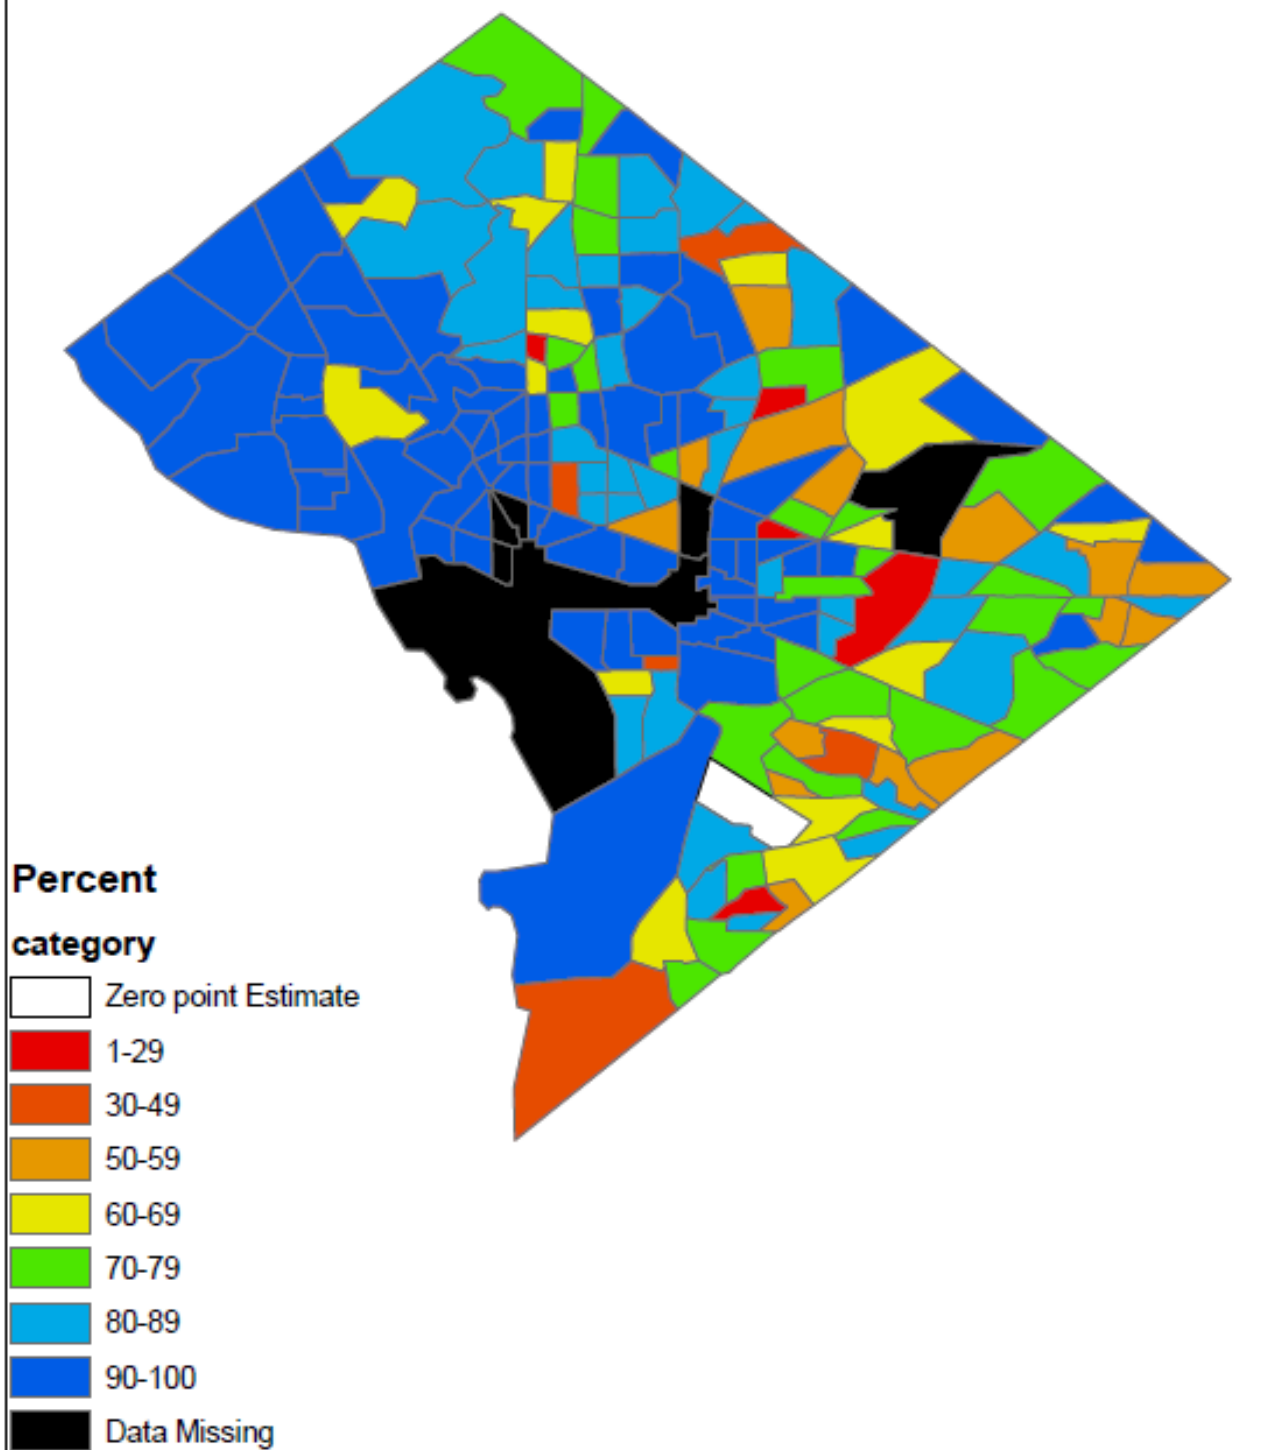 Percent
category
Zero point Estimate
1-29
30-49
50-59
60-69
70-79
80-89
90-100
Data Missing